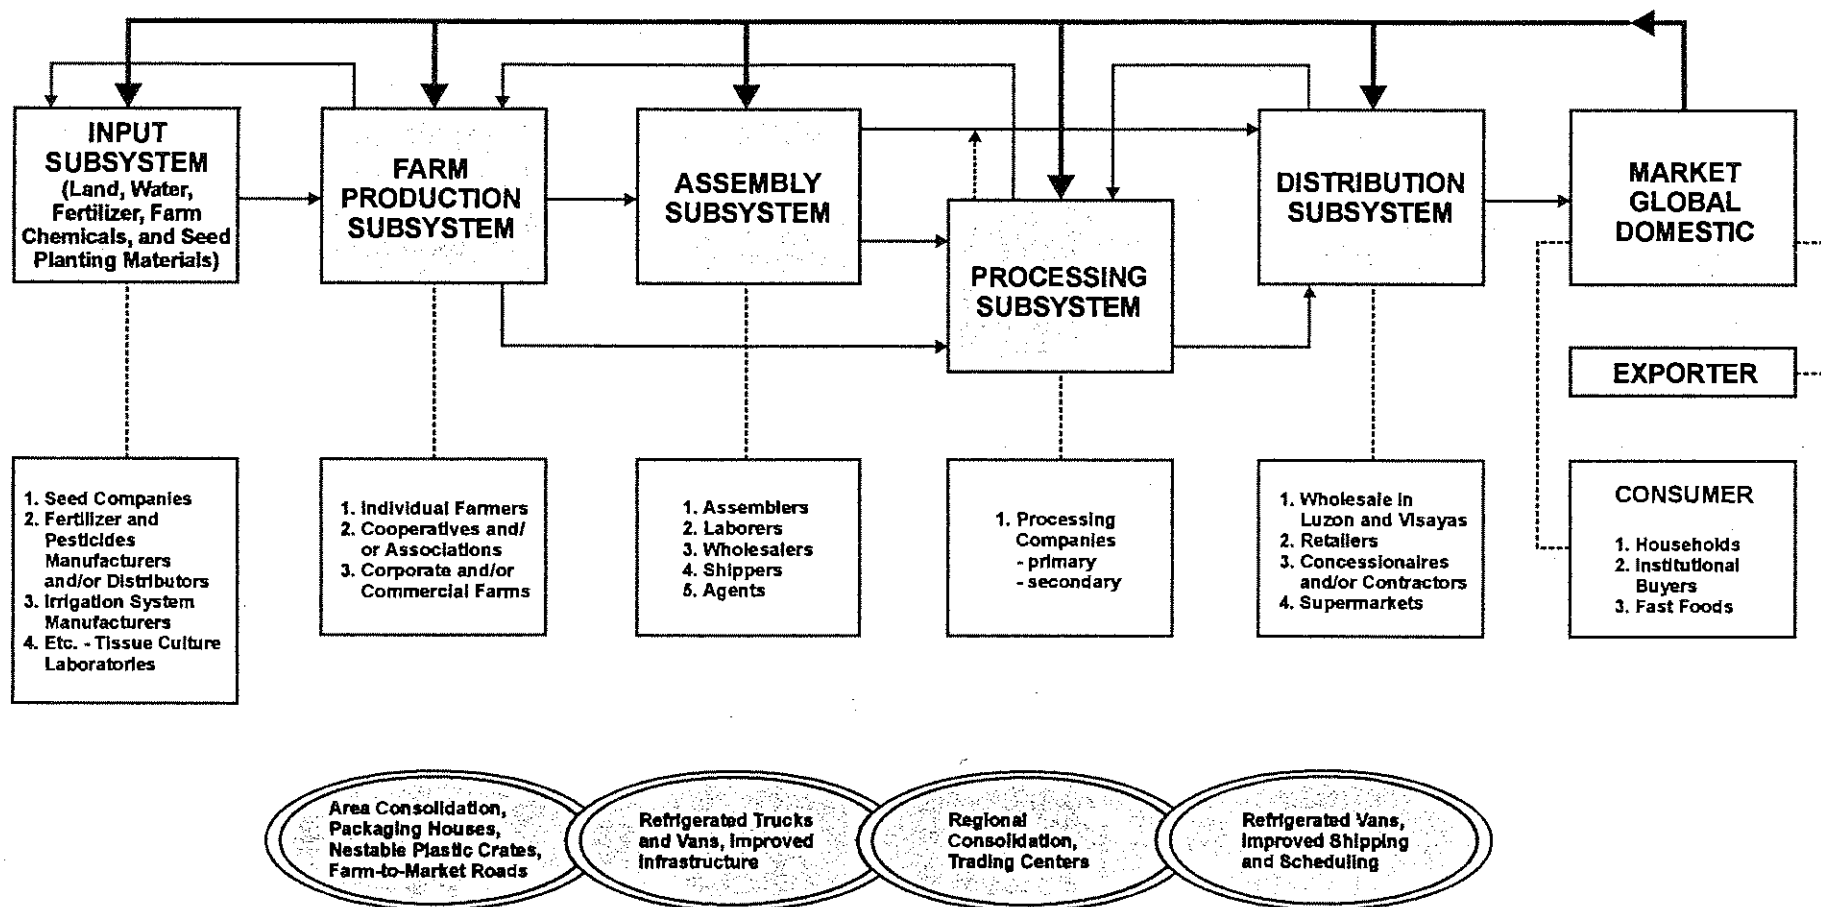 INPUT
SUBSYSTEM
(Land, Water,
Fertilizer, Farm
Chemicals, and Seed
Planting Materials)
FARM
PRODUCTION
SUBSYSTEM
ASSEMBLY
SUBSYSTEM
PROCESSING
SUBSYSTEM
DISTRIBUTION
SUBSYSTEM
MARKET
GLOBAL
DOMESTIC
EXPORTER
1. Seed Companies
2. Fertilizer and
Pesticides
Manufacturers
and/or Distributors
3. Irrigation System
Manufacturers
4. Etc. - Tissue Culture
Laboratories
1. Individual Farmers
2. Cooperatives and/
or Associations
3. Corporate and/or
Commercial Farms
1. Assemblers
2. Laborers
3. Wholesalers
4. Shippers
5. Agents
1. Processing
Companies
- primary
- secondary
1. Wholesale in
Luzon and Visayas
2. Retailers
3. Concessionaires
and/or Contractors
4. Supermarkets
CONSUMER
1. Households
2. Institutional
Buyers
3. Fast Foods
Area Consolidation,
Packaging Houses,
Nestable Plastic Crates,
Farm-to-Market Roads
Refrigerated Trucks
and Vans, Improved
Infrastructure
Regional
Consolidation,
Trading Centers
Refrigerated Vans,
Improved Shipping
and Scheduling